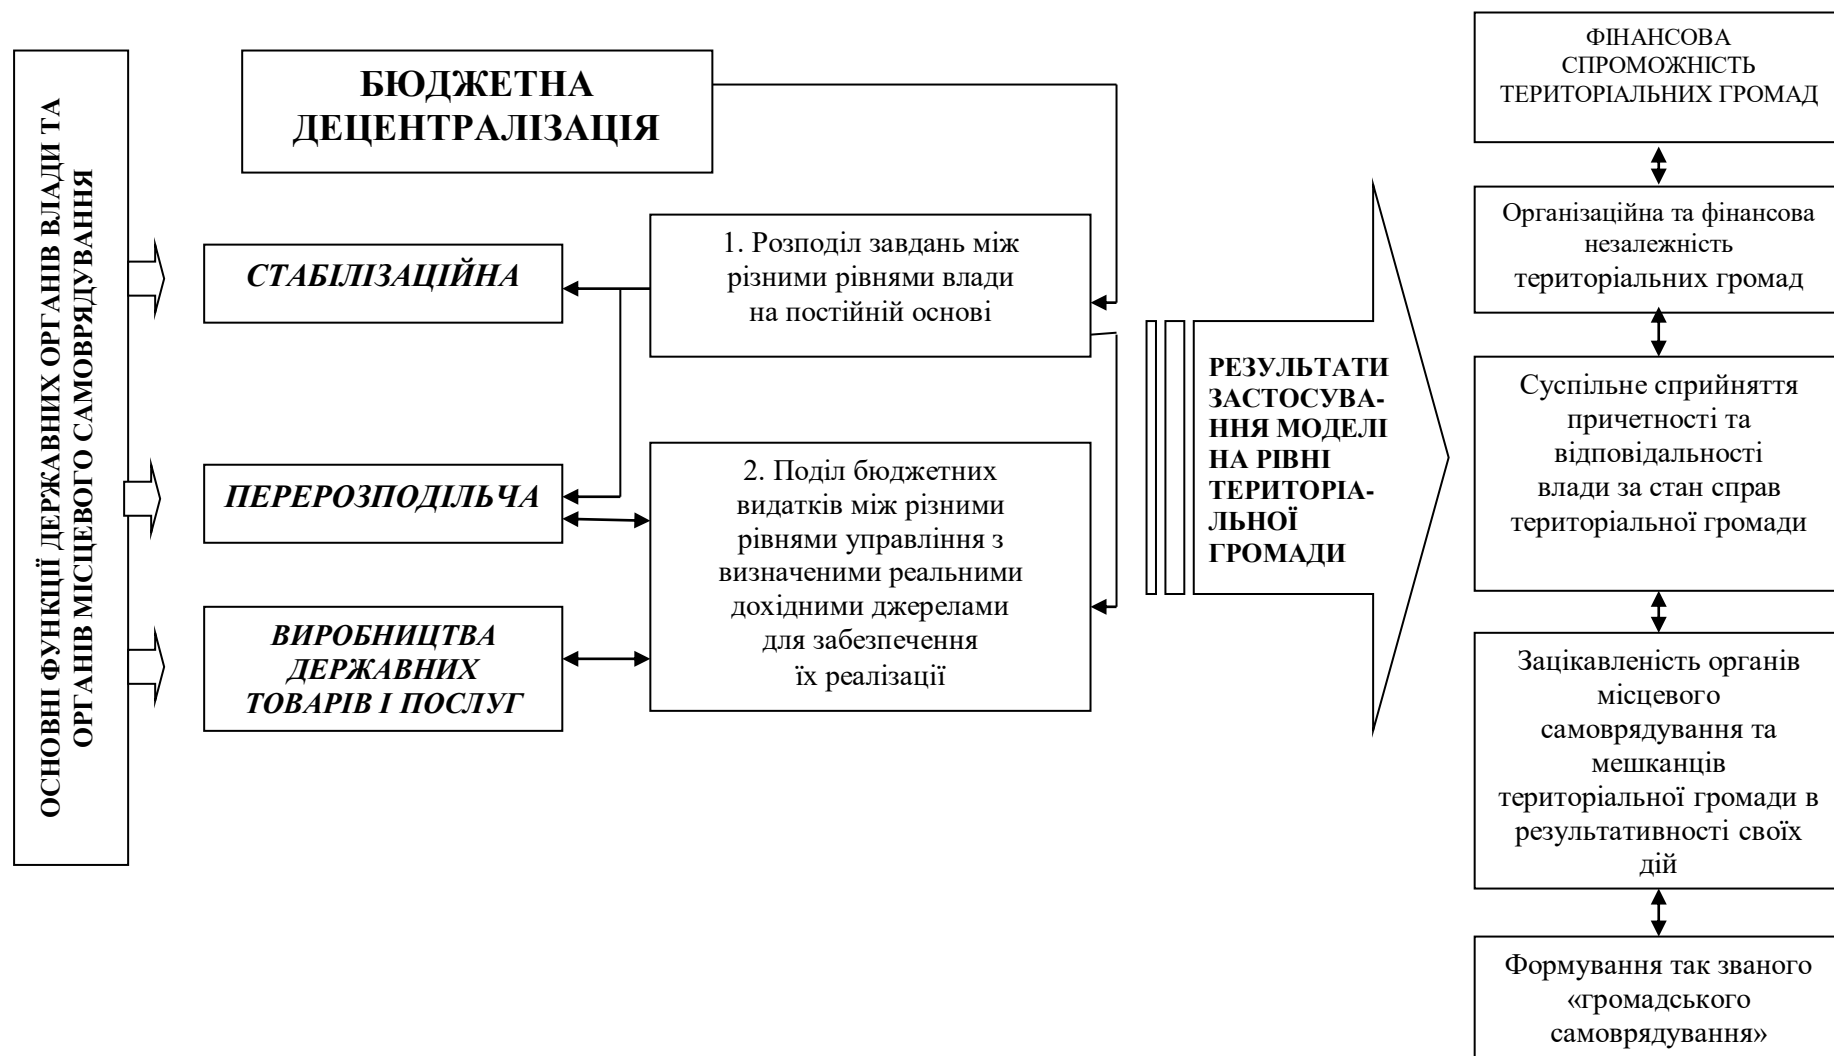 ОСНОВНІ ФУНКЦІЇ ДЕРЖАВНИХ ОРГАНІВ ВЛАДИ ТА
ОРГАНІВ МІСЦЕВОГО САМОВРЯДУВАННЯ
БЮДЖЕТНА
ДЕЦЕНТРАЛІЗАЦІЯ
СТАБІЛІЗАЦІЙНА
ПЕРЕРОЗПОДІЛЬЧА
ВИРОБНИЦТВА
ДЕРЖАВНИХ
ТОВАРІВ І ПОСЛУГ
1. Розподіл завдань між
різними рівнями влади
на постійній основі
2. Поділ бюджетних
видатків між різними
рівнями управління з
визначеними реальними
дохідними джерелами
для забезпечення
їх реалізації
РЕЗУЛЬТАТИ
ЗАСТОСУВА-
ННЯ МОДЕЛІ
НА РІВНІ
ТЕРИТОРІА-
ЛЬНОЇ
ГРОМАДИ
ФІНАНСОВА
СПРОМОЖНІСТЬ
ТЕРИТОРІАЛЬНИХ ГРОМАД
Організаційна та фінансова
незалежність
територіальних громад
Суспільне сприйняття
причетності та
відповідальності
влади за стан справ
територіальної громади
Зацікавленість органів
місцевого
самоврядування та
мешканців
територіальної громади в
результативності своїх
дій
Формування так званого
«громадського
самоврядування»